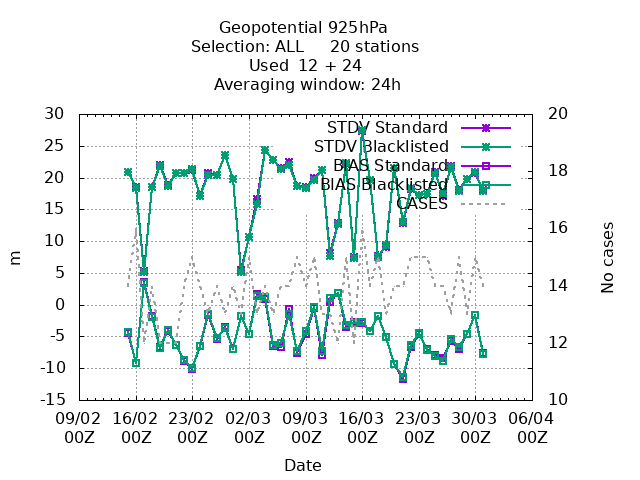 Geopotential 925hPa
Selection: ALL     20 stations
Used  12 + 24
Averaging window: 24h
30 20
STDV Standard
25
STDV Blacklisted
20 18
BIAS Standard
BIAS Blacklisted
CASES
15
10 16
5
0 14
-5 12
-10
-15 10
m
No cases
09/02 16/02 23/02 02/03 09/03 16/03 23/03 30/03 06/04
00Z 00Z 00Z 00Z 00Z 00Z 00Z 00Z 00Z
Date